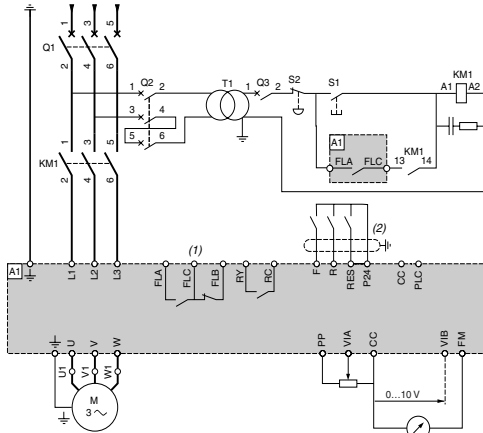 1 3 5
Q1
2 4 6
1 Q2 2
3 4
5 6
T1
1 Q3 2
S2
S1
KM1
A1 A2
A1
FLA FLC
KM1
13 14
1 3 5
KM1
2 4 6
(1)
(2)
A1
L1 L2 L3
FLA FLC FLB RY RC
F R RES P24 CC PLC
U V W
PP VIA CC VIB FM
U1 V1 W1
0...10 V
M
3 ~